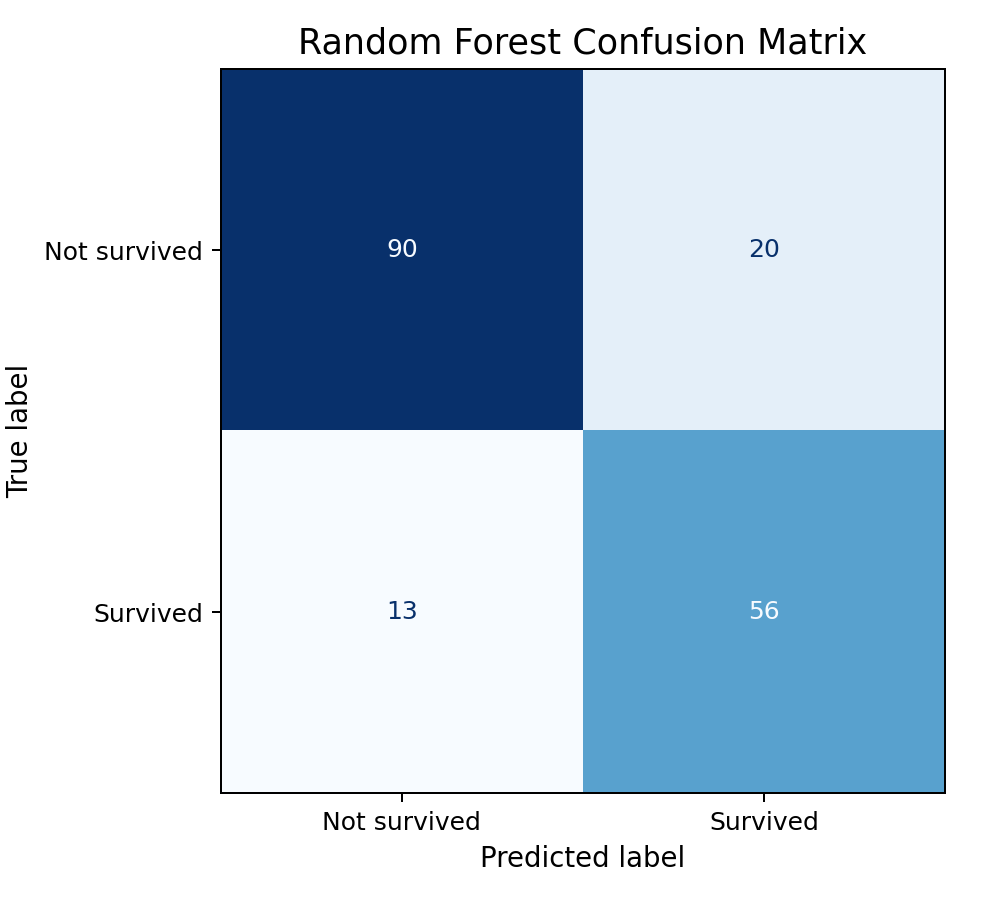 Random Forest Confusion Matrix
True label
Not survived
90
20
Survived
13
56
Not survived
Survived
Predicted label